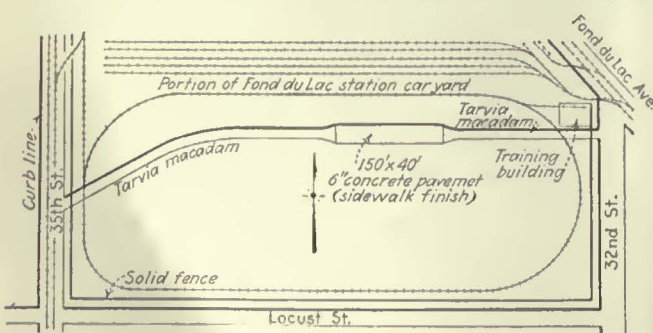 Fond du Lac Ave.
Portion of Fond du Lac station car yard
Tarvia
macadam
Curb line
35th St.
Tarvia macadam
150'x40'
6" concrete pavemet
(sidewalk finish)
Training
building
32nd St.
Solid fence
Locust St.